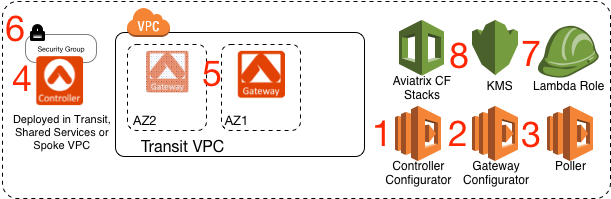 6
Security Group
4
Controller
Deployed in Transit,
Shared Services or
Spoke VPC
VPC
Gateway
AZ2
5
Gateway
AZ1
Transit VPC
Aviatrix CF
Stacks
8
KMS
7
Lambda Role
1
Controller
Configurator
2
Gateway
Configurator
3
Poller